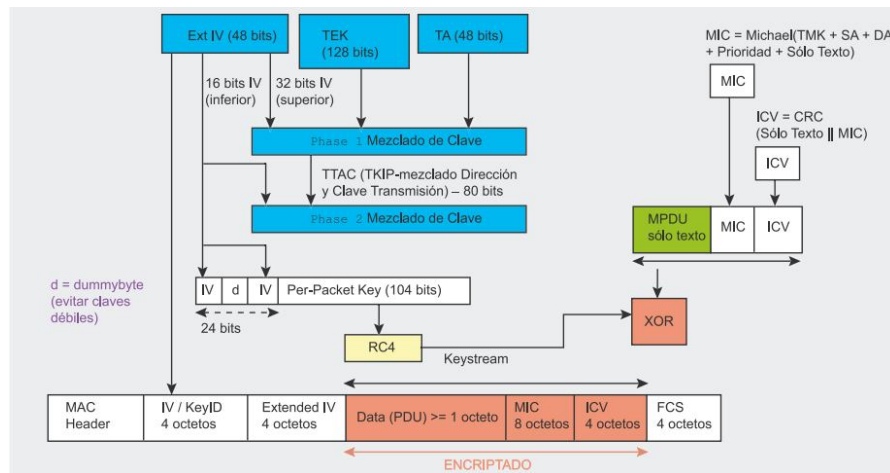 Ext IV (48 bits)
TEK
(128 bits)
TA (48 bits)
MIC = Michael(TMK + SA + DA
+ Prioridad + Sólo Texto)
16 bits IV
(inferior)
32 bits IV
(superior)
MIC
Phase 1 Mezclado de Clave
ICV = CRC
(Sólo Texto || MIC)
ICV
TTAC (TKIP-mezclado Dirección
y Clave Transmisión) – 80 bits
Phase 2 Mezclado de Clave
MPDU
sólo texto
MIC
ICV
d = dummybyte
(evitar claves
débiles)
IV
d
IV
Per-Packet Key (104 bits)
24 bits
RC4
Keystream
XOR
MAC
Header
IV / KeyID
4 octetos
Extended IV
4 octetos
Data (PDU) >= 1 octeto
MIC
8 octetos
ICV
4 octetos
FCS
4 octetos
ENCRIPTADO